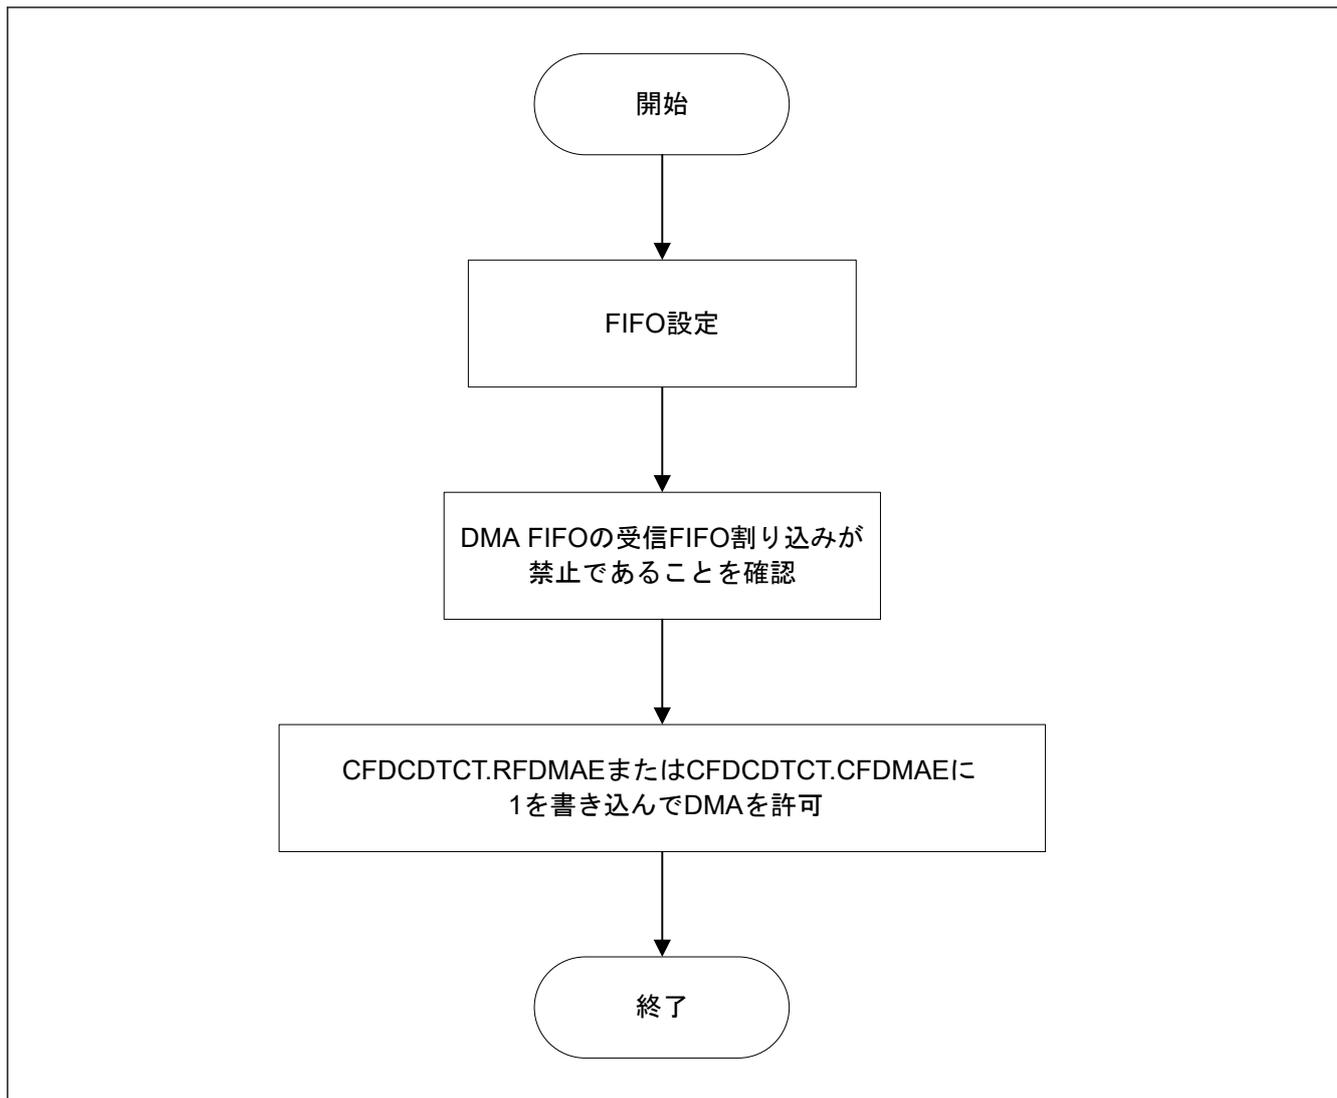 開始
FIFO設定
DMA FIFOの受信FIFO割り込みが
禁止であることを確認
CFDCDTCT.RFDMAEまたはCFDCDTCT.CFDMAEに
1を書き込んでDMAを許可
終了